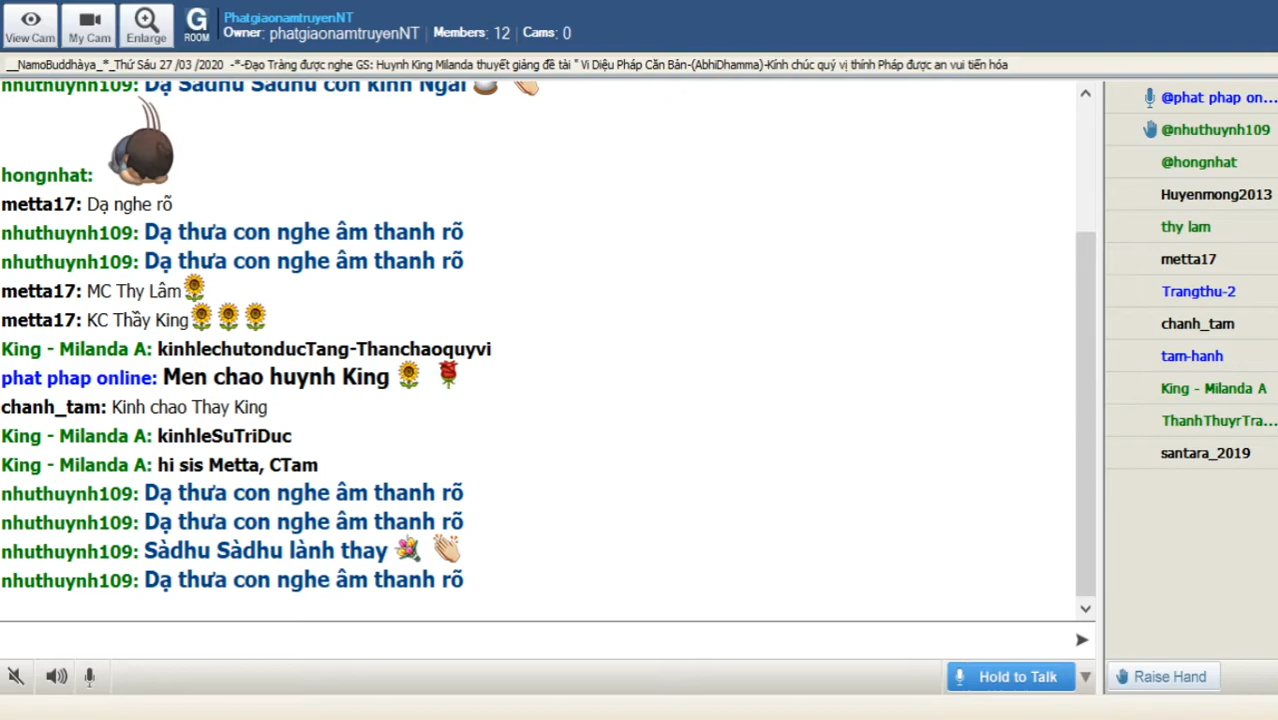 View Cam
My Cam
Enlarge
G
ROOM
PhatgiaonamtruyenNT
Owner: phatgiaonamtruyenNT | Members: 12 | Cams: 0
__NamoBuddhàya_*_Thứ Sáu 27 /03 /2020 -*-Đạo Tràng được nghe GS: Huynh King Milanda thuyết giảng đề tài " Vi Diệu Pháp Căn Bản-(AbhiDhamma)-Kính chúc quý vị thính Pháp được an vui tiến hóa
nhuthuynh109: Dạ Sadhu Sadhu con kính Ngài
hongnhat:
metta17: Dạ nghe rõ
nhuthuynh109: Dạ thưa con nghe âm thanh rõ
nhuthuynh109: Dạ thưa con nghe âm thanh rõ
metta17: MC Thy Lâm
metta17: KC Thầy King
King - Milanda A: kinhlechutonducTang-Thanchaoquyvi
phat phap online: Men chao huynh King
chanh_tam: Kinh chao Thay King
King - Milanda A: kinhleSuTriDuc
King - Milanda A: hi sis Metta, CTam
nhuthuynh109: Dạ thưa con nghe âm thanh rõ
nhuthuynh109: Dạ thưa con nghe âm thanh rõ
nhuthuynh109: Sàdhu Sàdhu lành thay
nhuthuynh109: Dạ thưa con nghe âm thanh rõ
@phat phap on...
@nhuthuynh109
@hongnhat
Huyenmong2013
thy lam
metta17
Trangthu-2
chanh_tam
tam-hanh
King - Milanda A
ThanhThuyrTra...
santara_2019
Hold to Talk
Raise Hand